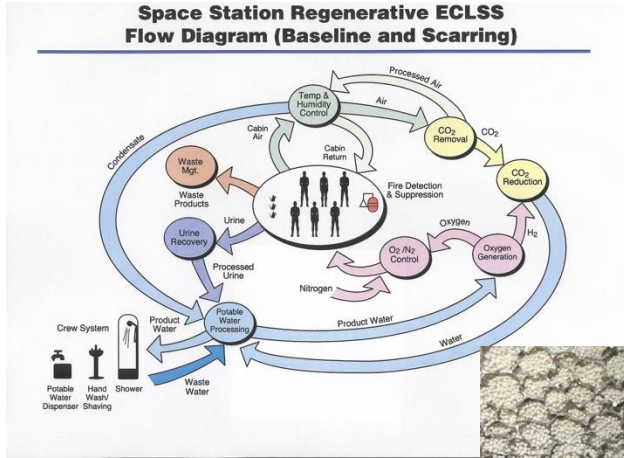 Space Station Regenerative ECLSS
Flow Diagram (Baseline and Scarring)
Processed Air
Temp &
Humidity
Control
Air
CO2
Removal
CO2
CO2
Reduction
Condensate
Cabin
Air
Cabin
Return
Waste
Mgt.
Waste
Products
Fire Detection
& Suppression
Urine
Urine
Recovery
Processed
Urine
Oxygen
O2/N2
Control
Oxygen
Generation
H2
Nitrogen
Potable
Water
Processing
Product Water
Water
Crew System
Product
Water
Potable
Water
Dispenser
Hand
Wash/
Shaving
Shower
Waste
Water